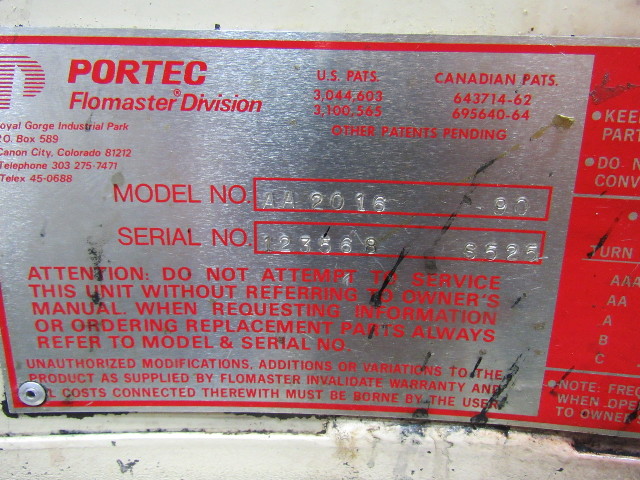 PORTEC
Flomaster® Division
oyal Gorge Industrial Park
P.O. Box 589
Canon City, Colorado 81212
Telephone 303 275-7471
Telex 45-0688
U.S. PATS.
3,044,603
3,100,565
CANADIAN PATS.
643714-62
695640-64
OTHER PATENTS PENDING
MODEL NO. AA 2016 90
SERIAL NO. 123568 S525
ATTENTION: DO NOT ATTEMPT TO SERVICE
THIS UNIT WITHOUT REFERRING TO OWNER'S
MANUAL. WHEN REQUESTING INFORMATION
OR ORDERING REPLACEMENT PARTS ALWAYS
REFER TO MODEL & SERIAL NO.
UNAUTHORIZED MODIFICATIONS, ADDITIONS OR VARIATIONS TO THE
PRODUCT AS SUPPLIED BY FLOMASTER INVALIDATE WARRANTY AND
COSTS CONNECTED THEREWITH MUST BE BORNE BY THE USER
•KEE
PART
•DO N
CONV
TURN
AAA
AA
A
B
C
•NOTE: FREQ
WHEN OPE
TO OWNER